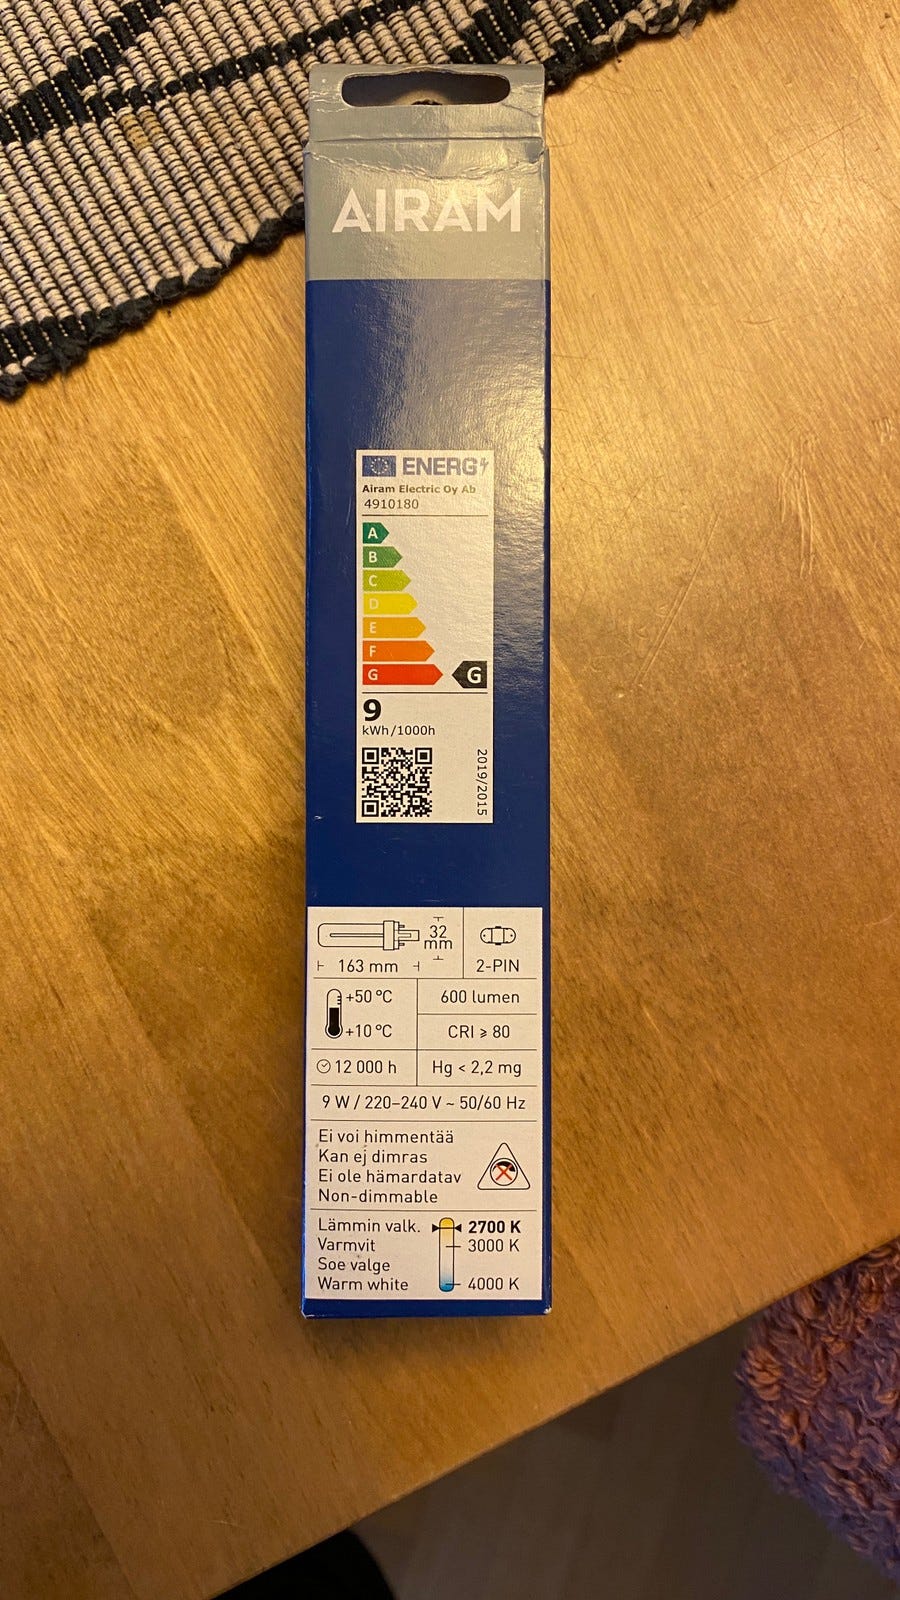 AIRAM
ENERG
Airam Electric Oy Ab
4910180
A
B
C
D
E
F
G
G
9
kWh/1000h
2019/2015
32
mm
163 mm
2-PIN
+50 °C
+10 °C
600 lumen
CRI ≥ 80
12 000 h
Hg < 2,2 mg
9 W / 220–240 V ~ 50/60 Hz
Ei voi himmentää
Kan ej dimras
Ei ole hämardatav
Non-dimmable
Lämmin valk.
Varmvit
Soe valge
Warm white
2700 K
3000 K
4000 K